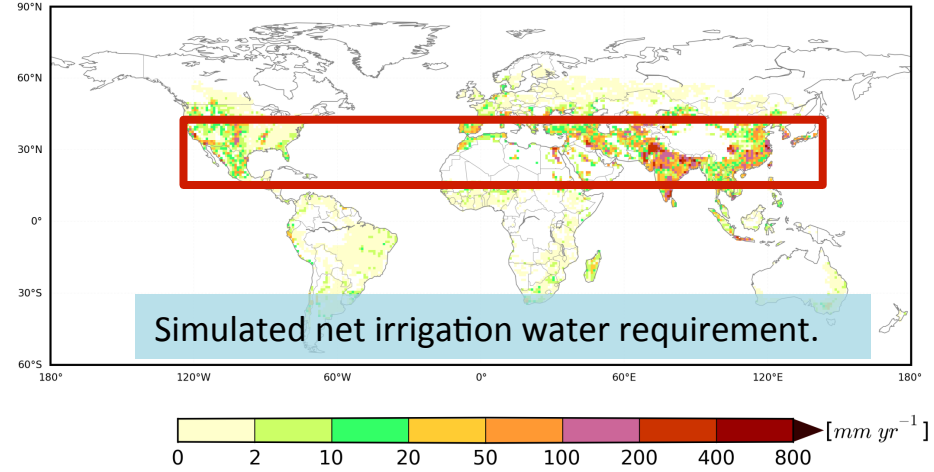 90°N
60°N
30°N
0°
30°S
60°S
Simulated net irrigation water requirement.
180° 120°W 60°W 0° 60°E 120°E 180°
[mm yr⁻¹]
0 2 10 20 50 100 200 400 800